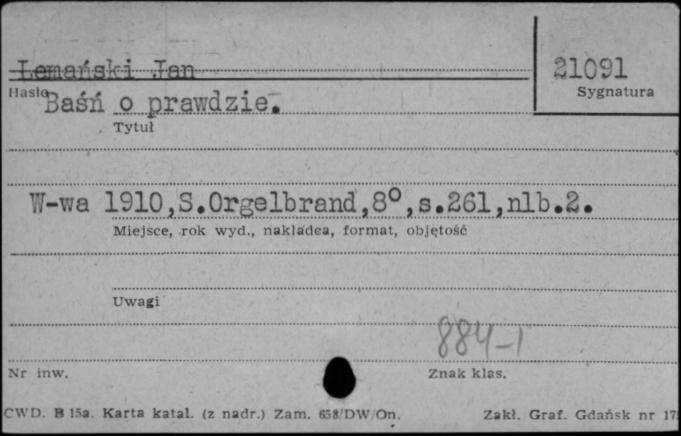 Lemański Jan
21091
Hasło
Sygnatura
Baśń o prawdzie.
Tytuł
W-wa 1910,S.Orgelbrand,8°,s.261,nlb.2.
Miejsce, rok wyd., nakładca, format, objętość
Uwagi
884-1
Nr inw.
Znak klas.
CWD. B 15a. Karta katal. (z nadr.) Zam. 658/DW/On. Zakł. Graf. Gdańsk nr 17